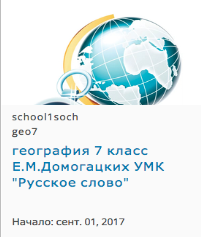 school1soch
geo7
география 7 класс
Е.М.Домогацких УМК
"Русское слово"
Начало: сент. 01, 2017